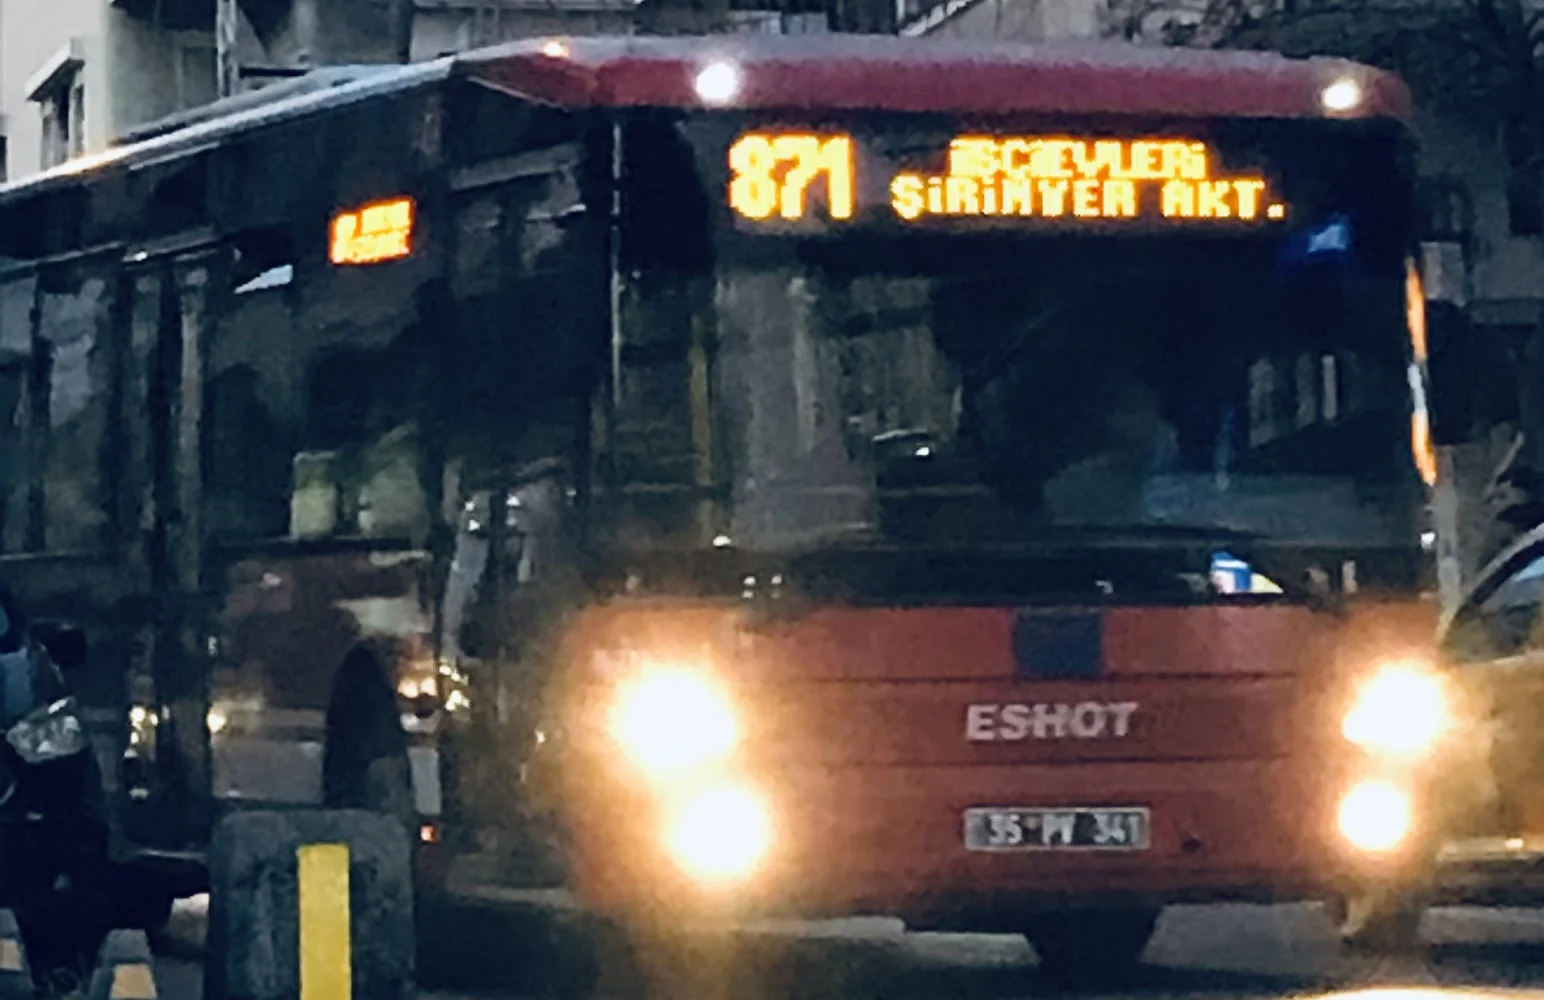 871
İŞÇİEVLERİ
ŞİRİNYER AKT.
ESHOT
35 PV 341